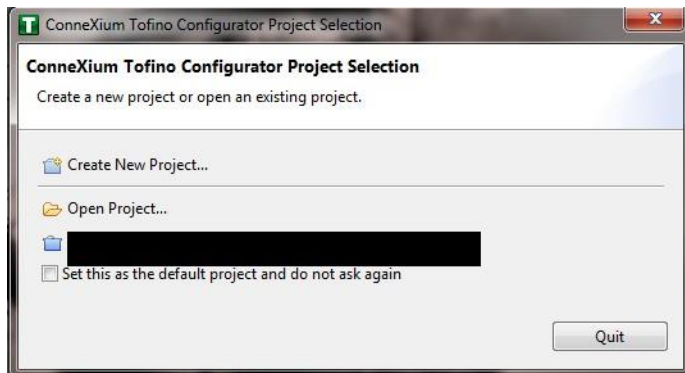 ConneXium Tofino Configurator Project Selection
ConneXium Tofino Configurator Project Selection
Create a new project or open an existing project.
Create New Project...
Open Project...
Set this as the default project and do not ask again
Quit